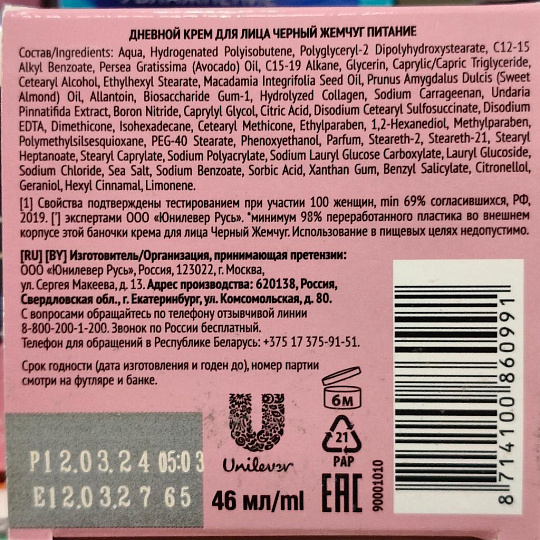 ДНЕВНОЙ КРЕМ ДЛЯ ЛИЦА ЧЕРНЫЙ ЖЕМЧУГ ПИТАНИЕ
Состав/Ingredients: Aqua, Hydrogenated Polyisobutene, Polyglyceryl-2 Dipolyhydroxystearate, C12-15
Alkyl Benzoate, Persea Gratissima (Avocado) Oil, C15-19 Alkane, Glycerin, Caprylic/Capric Triglyceride,
Cetearyl Alcohol, Ethylhexyl Stearate, Macadamia Integrifolia Seed Oil, Prunus Amygdalus Dulcis (Sweet
Almond) Oil, Allantoin, Biosaccharide Gum-1, Hydrolyzed Collagen, Sodium Carrageenan, Undaria
Pinnatifida Extract, Boron Nitride, Caprylyl Glycol, Citric Acid, Disodium Cetearyl Sulfosuccinate, Disodium
EDTA, Dimethicone, Isohexadecane, Cetearyl Methicone, Ethylparaben, 1,2-Hexanediol, Methylparaben,
Polymethylsilsesquioxane, PEG-40 Stearate, Phenoxyethanol, Parfum, Steareth-2, Steareth-21, Stearyl
Heptanoate, Stearyl Caprylate, Sodium Polyacrylate, Sodium Lauryl Glucose Carboxylate, Lauryl Glucoside,
Sodium Chloride, Sea Salt, Sodium Benzoate, Sorbic Acid, Xanthan Gum, Benzyl Salicylate, Citronellol,
Geraniol, Hexyl Cinnamal, Limonene.
[1] Свойства подтверждены тестированием при участии 100 женщин, min 69% согласившихся, РФ,
2019. ['] экспертами ООО «Юнилевер Русь». *минимум 98% переработанного пластика во внешнем
корпусе этой баночки крема для лица Черный Жемчуг. Использование в пищевых целях недопустимо.
[RU] [BY] Изготовитель/Организация, принимающая претензии:
ООО «Юнилевер Русь», Россия, 123022, г. Москва,
ул. Сергея Макеева, д. 13. Адрес производства: 620138, Россия,
Свердловская обл., г. Екатеринбург, ул. Комсомольская, д. 80.
С вопросами обращайтесь по телефону отзывчивой линии
8-800-200-1-200. Звонок по России бесплатный.
Телефон для обращений в Республике Беларусь: +375 17 375-91-51.
Срок годности (дата изготовления и годен до), номер партии
смотри на футляре и банке.
6M
21
PAP
P12.03.24 05:03
E12.03.27 65
Unilever
46 мл/ml
EAC
90001010
8 714100 860991